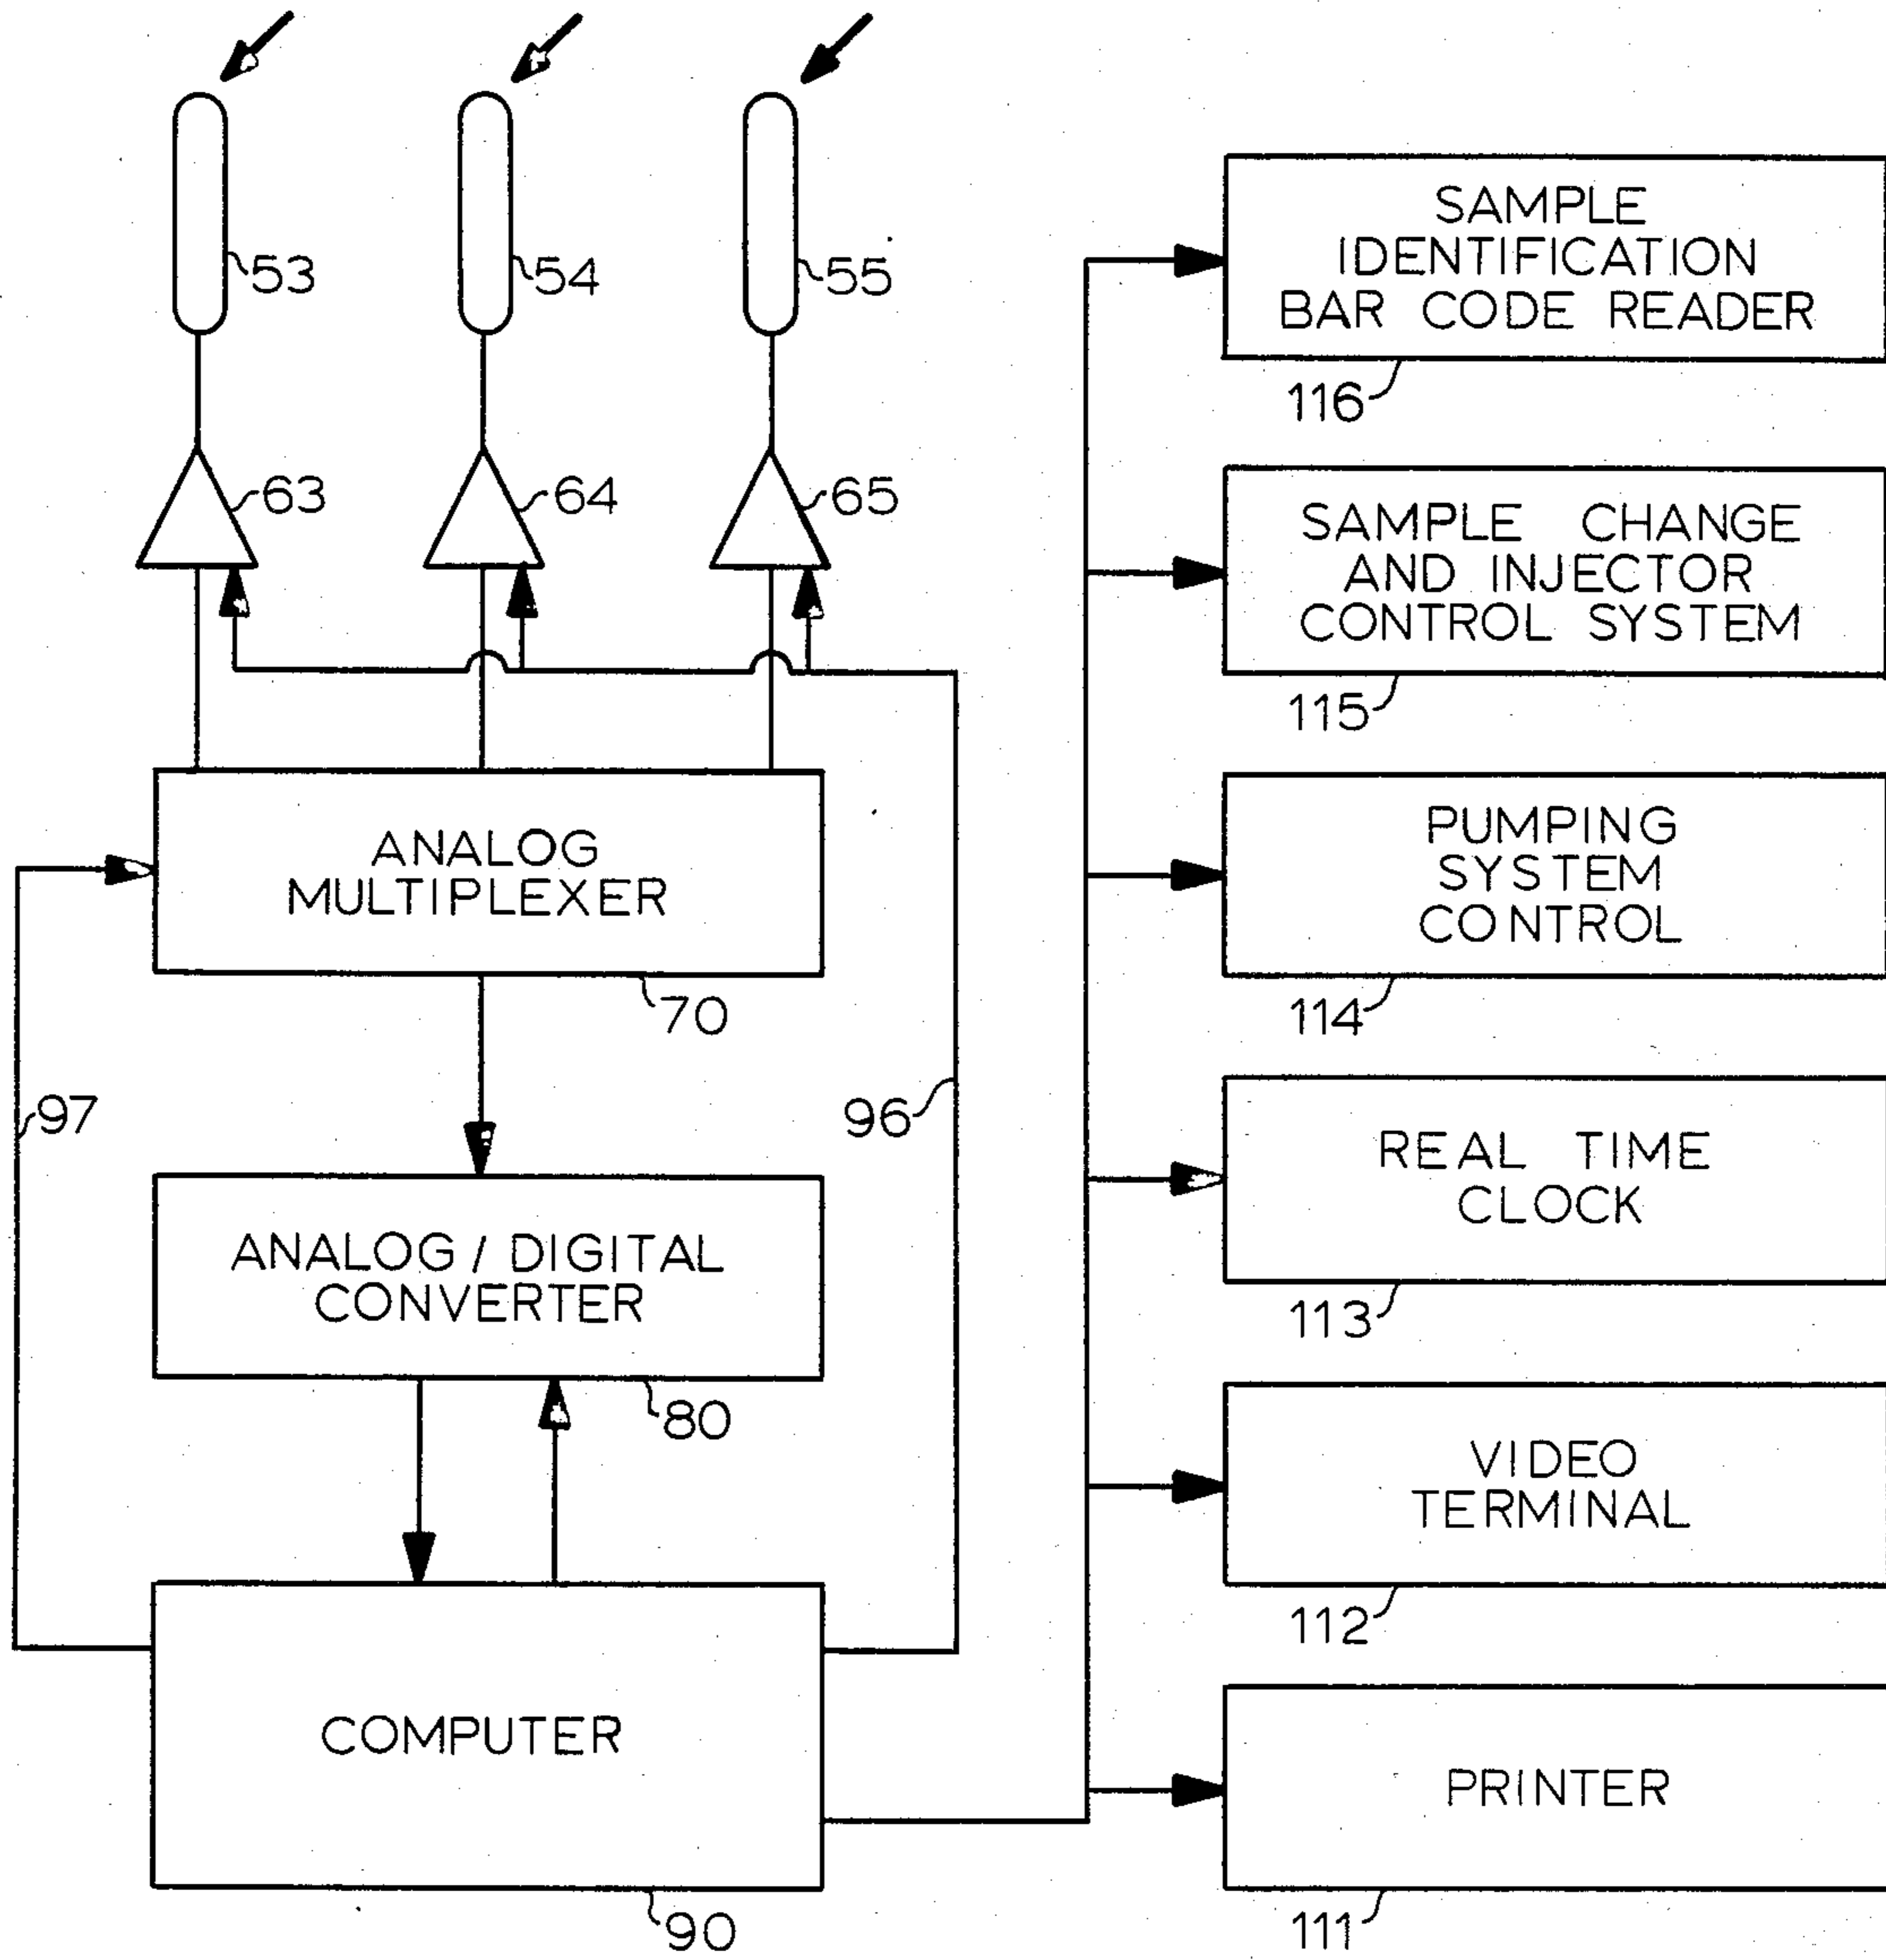 53
54
55
63
64
65
ANALOG
MULTIPLEXER
70
97
96
ANALOG / DIGITAL
CONVERTER
80
COMPUTER
90
SAMPLE
IDENTIFICATION
BAR CODE READER
116
SAMPLE CHANGE
AND INJECTOR
CONTROL SYSTEM
115
PUMPING
SYSTEM
CONTROL
114
REAL TIME
CLOCK
113
VIDEO
TERMINAL
112
PRINTER
111